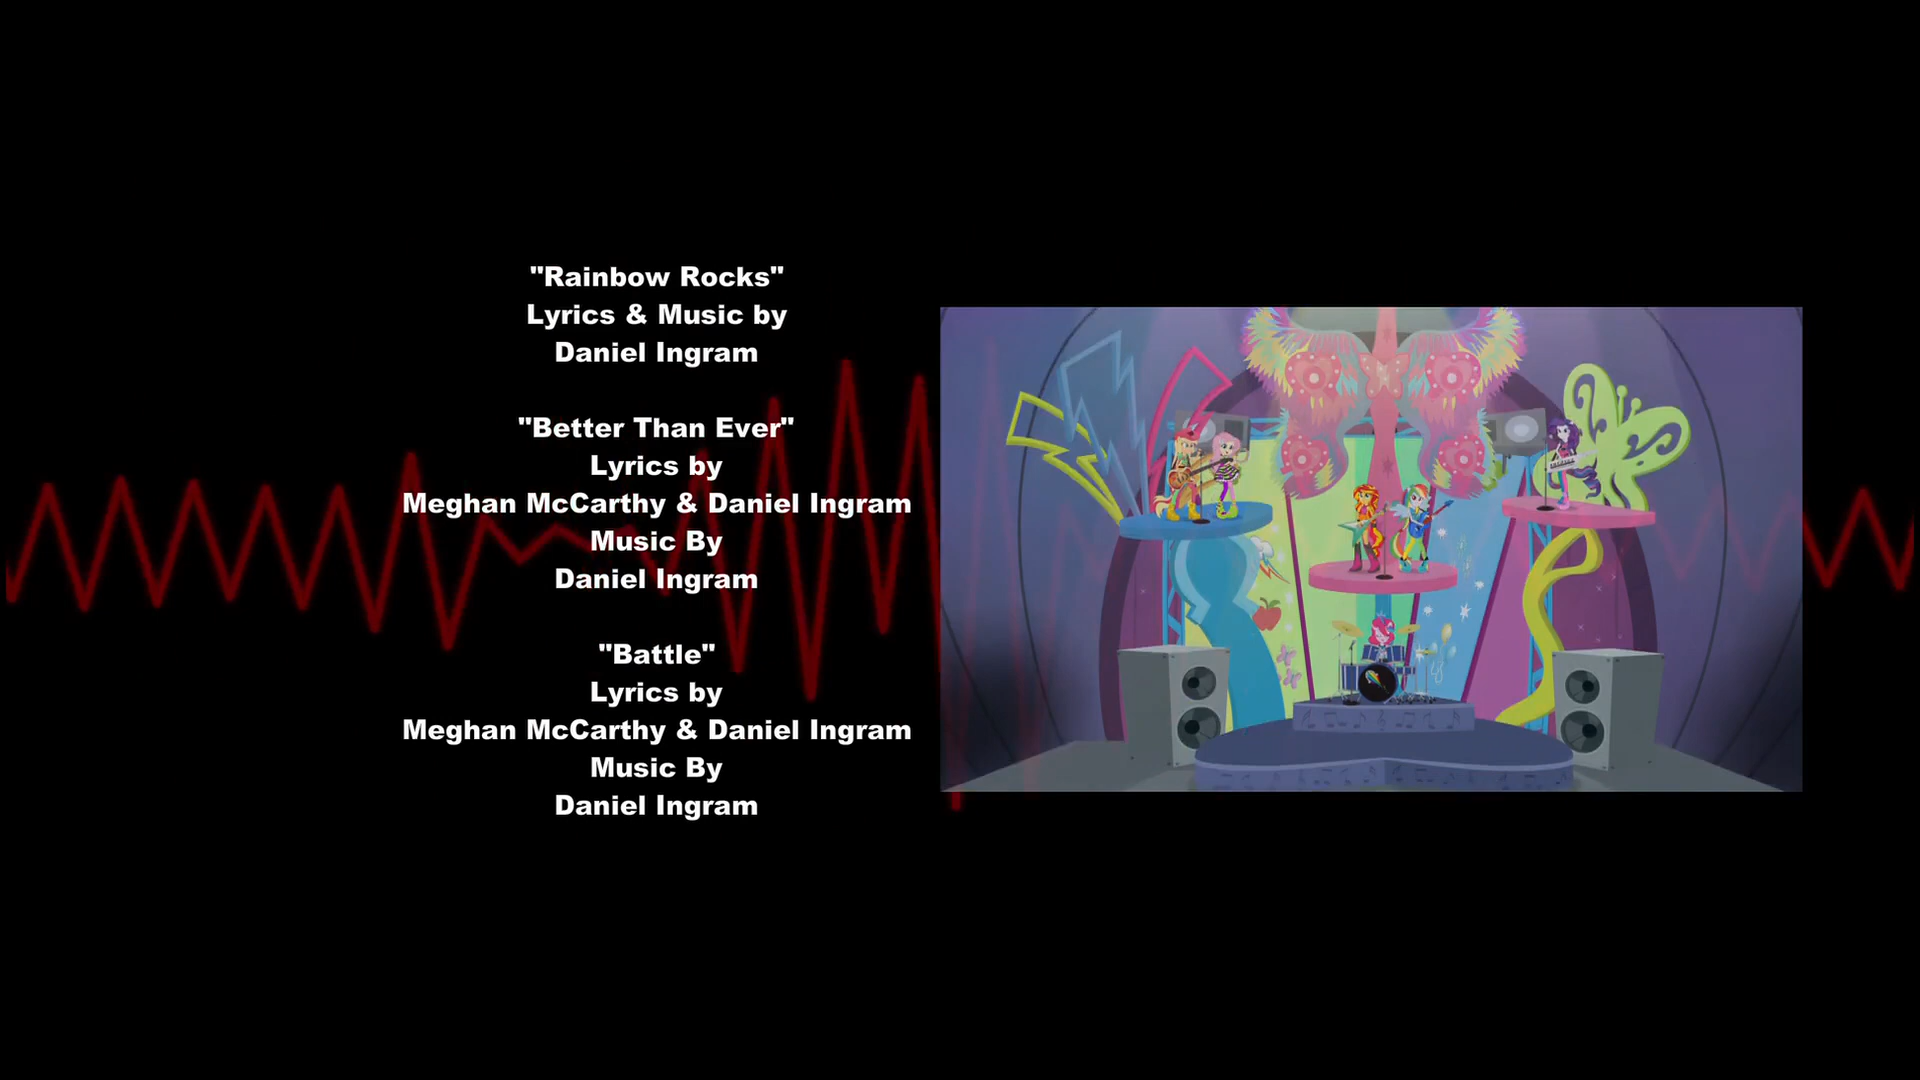 "Rainbow Rocks"
Lyrics & Music by
Daniel Ingram
"Better Than Ever"
Lyrics by
Meghan McCarthy & Daniel Ingram
Music By
Daniel Ingram
"Battle"
Lyrics by
Meghan McCarthy & Daniel Ingram
Music By
Daniel Ingram